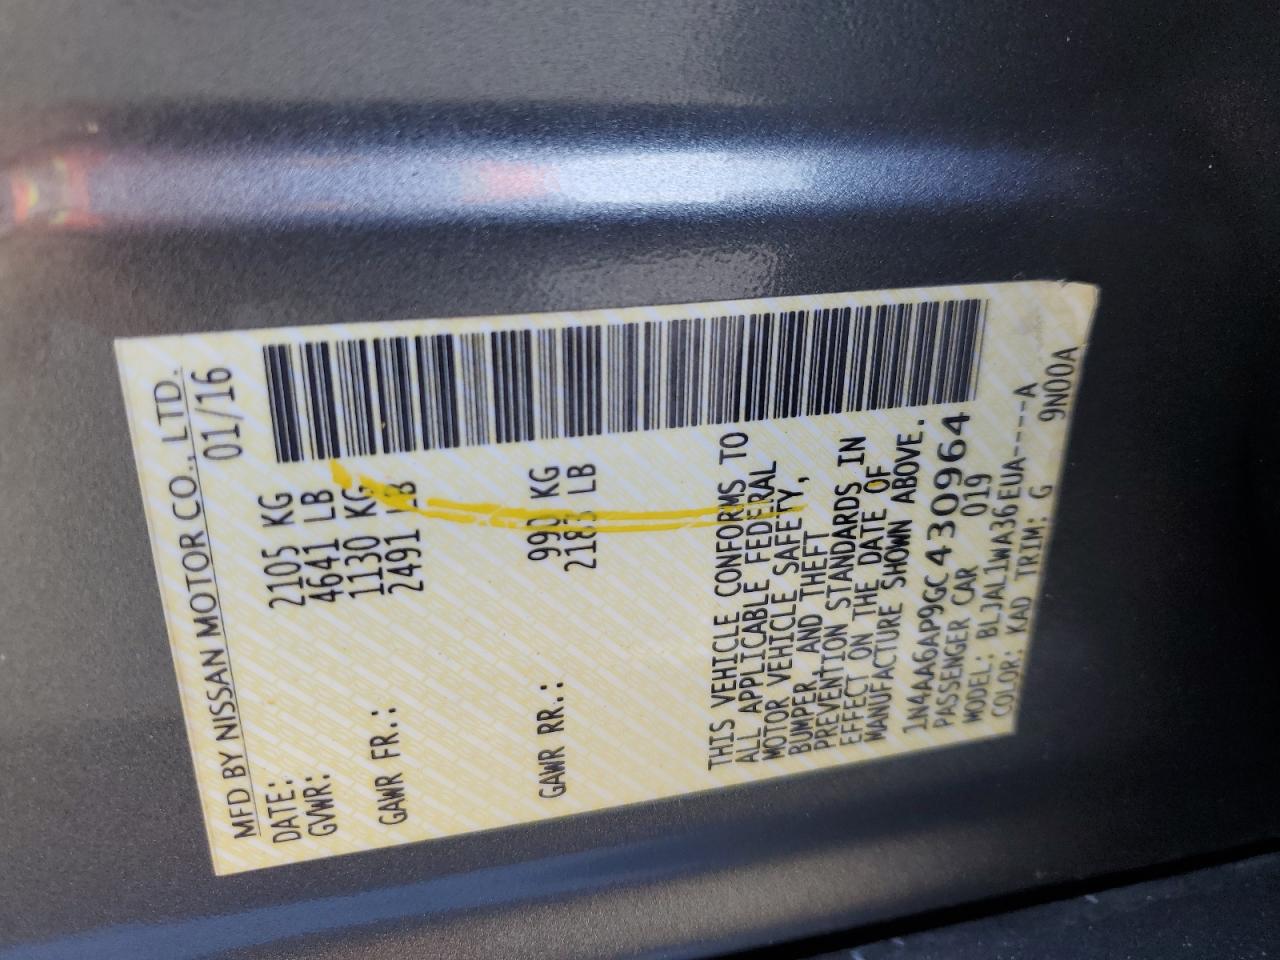 MFD BY NISSAN MOTOR CO., LTD.
DATE: 01/16
GVWR: 2105 KG
4641 LB
GAWR FR.: 1130 KG
2491 LB
GAWR RR.: 990 KG
2183 LB
THIS VEHICLE CONFORMS TO
ALL APPLICABLE FEDERAL
MOTOR VEHICLE SAFETY,
BUMPER, AND THEFT
PREVENTION STANDARDS IN
EFFECT ON THE DATE OF
MANUFACTURE SHOWN ABOVE.
1N4AA6AP9GC430964
PASSENGER CAR 019
MODEL: BLJAL1WA36EUA----A
COLOR: KAD TRIM: G 9N00A